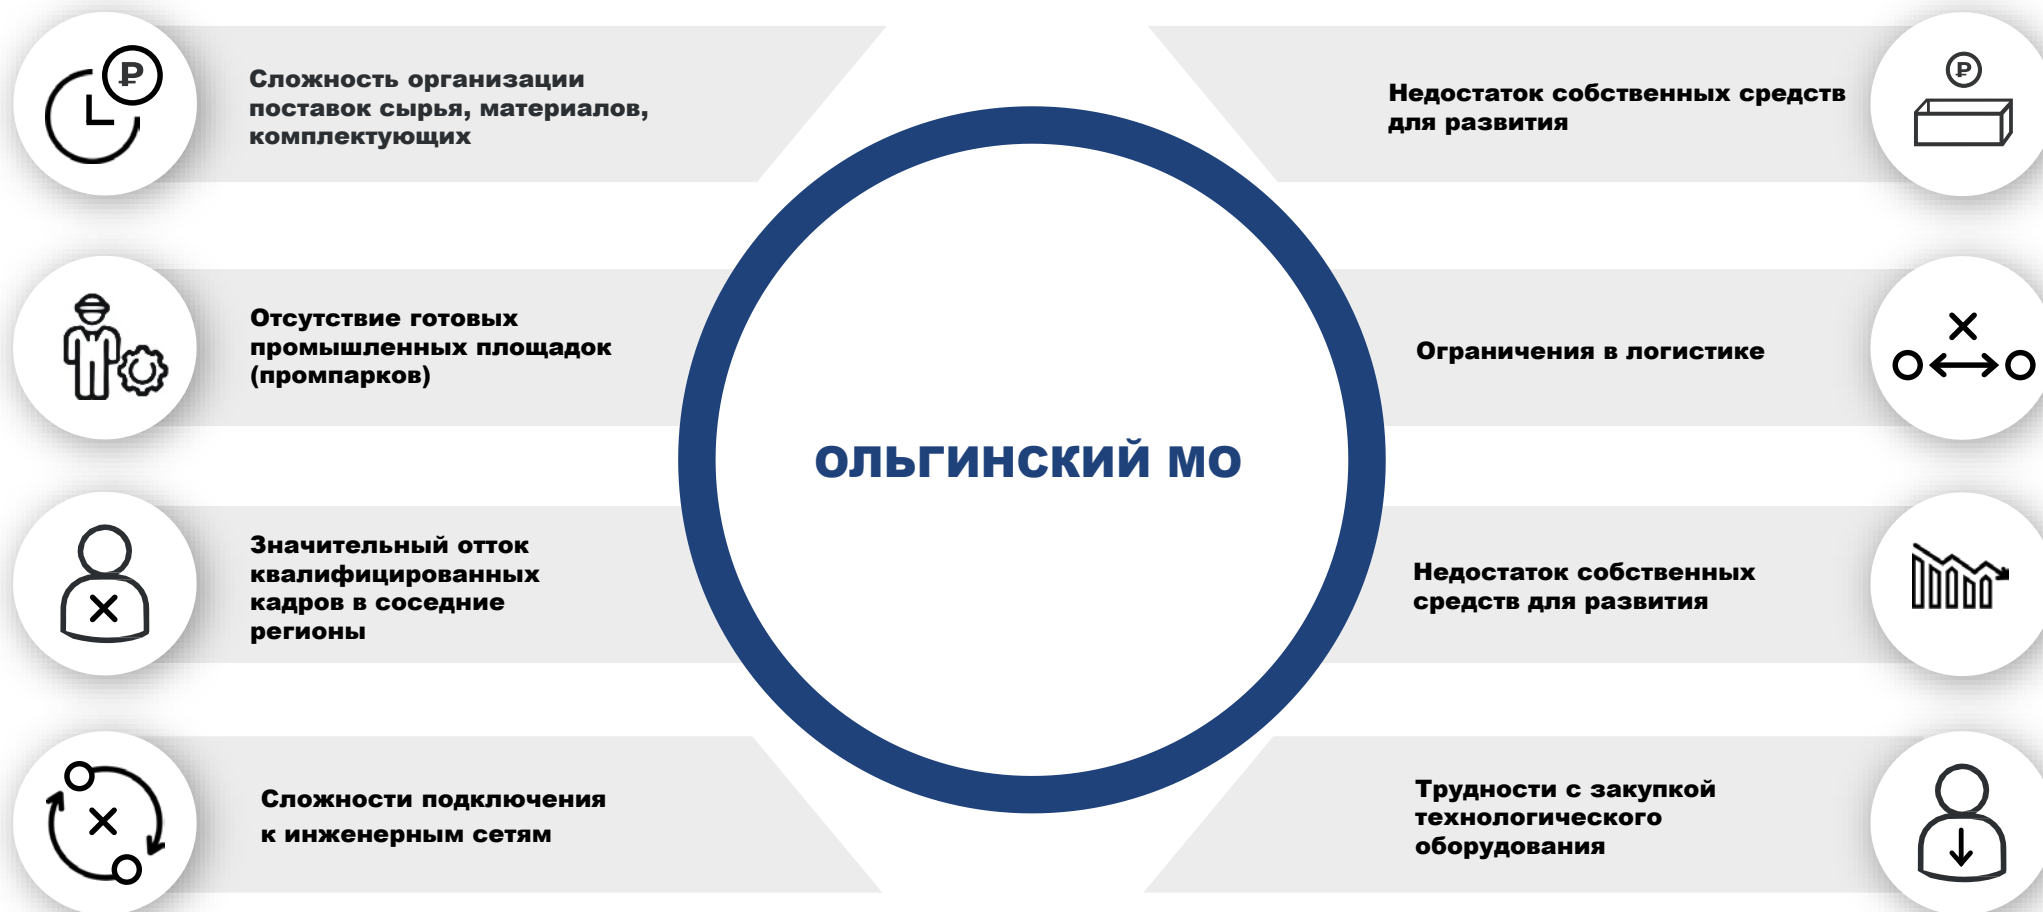 Сложность организации
поставок сырья, материалов,
комплектующих
Отсутствие готовых
промышленных площадок
(промпарков)
Значительный отток
квалифицированных
кадров в соседние
регионы
Сложности подключения
к инженерным сетям
ОЛЬГИНСКИЙ МО
Недостаток собственных средств
для развития
Ограничения в логистике
Недостаток собственных
средств для развития
Трудности с закупкой
технологического
оборудования